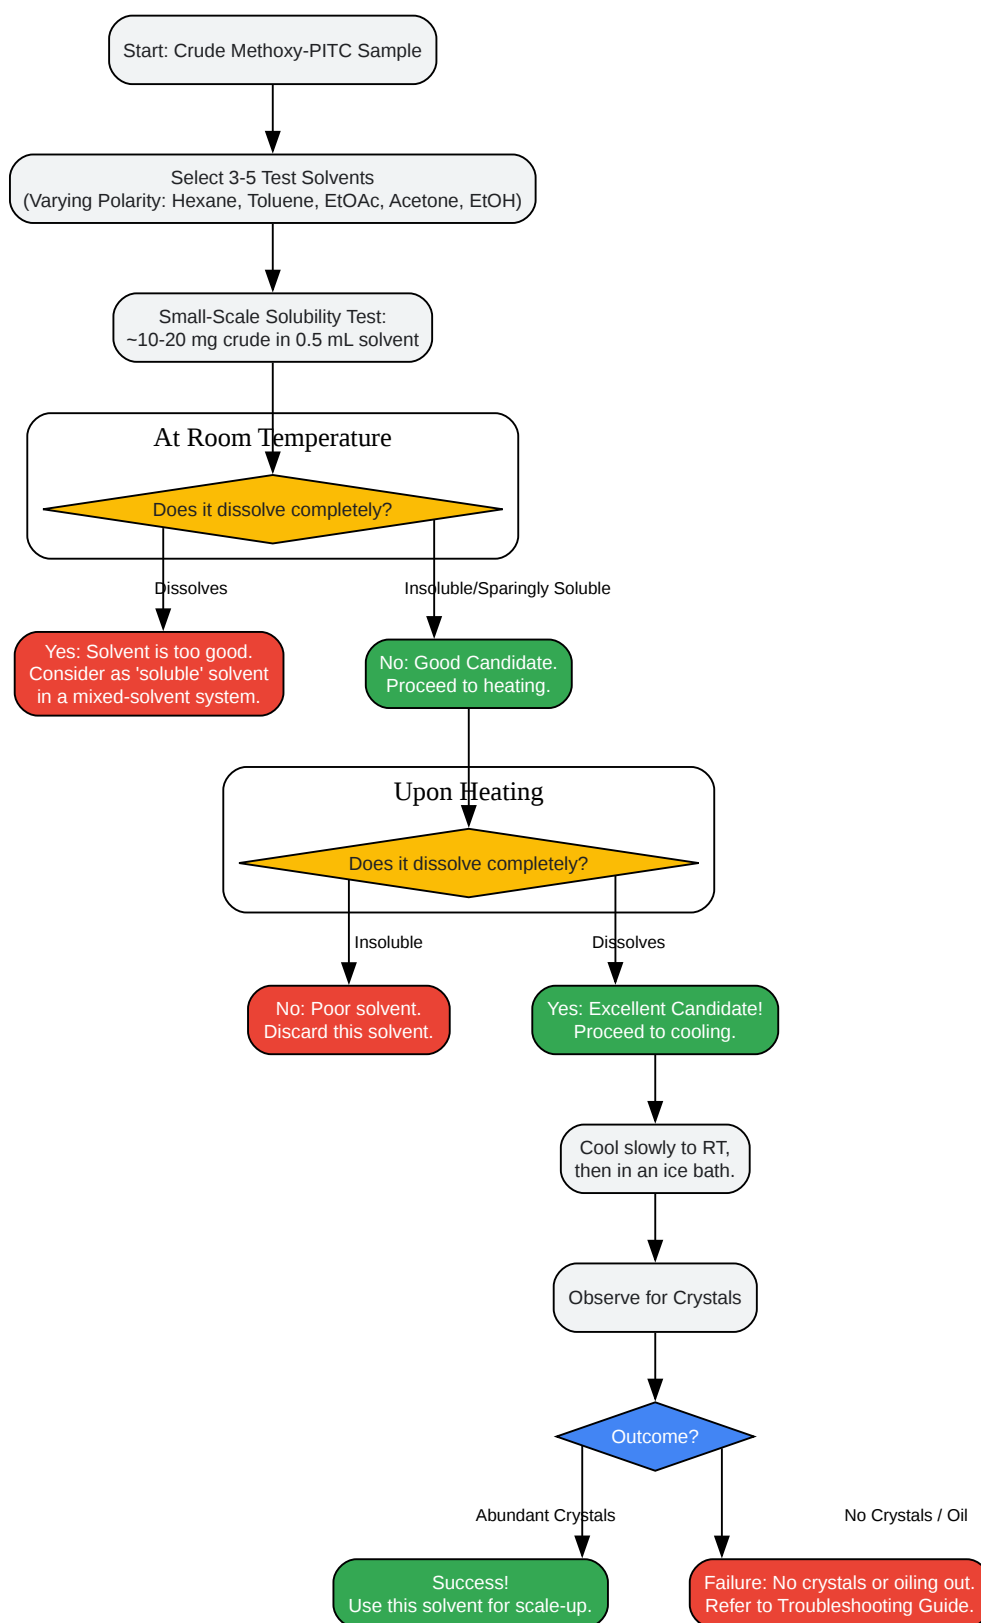 Start: Crude Methoxy-PITC Sample
Select 3-5 Test Solvents
(Varying Polarity: Hexane, Toluene, EtOAc, Acetone, EtOH)
Small-Scale Solubility Test:
~10-20 mg crude in 0.5 mL solvent
At Room Temperature
Does it dissolve completely?
Dissolves
Insoluble/Sparingly Soluble
Yes: Solvent is too good.
Consider as 'soluble' solvent
in a mixed-solvent system.
No: Good Candidate.
Proceed to heating.
Upon Heating
Does it dissolve completely?
Insoluble
Dissolves
No: Poor solvent.
Discard this solvent.
Yes: Excellent Candidate!
Proceed to cooling.
Cool slowly to RT,
then in an ice bath.
Observe for Crystals
Outcome?
Abundant Crystals
No Crystals / Oil
Success!
Use this solvent for scale-up.
Failure: No crystals or oiling out.
Refer to Troubleshooting Guide.